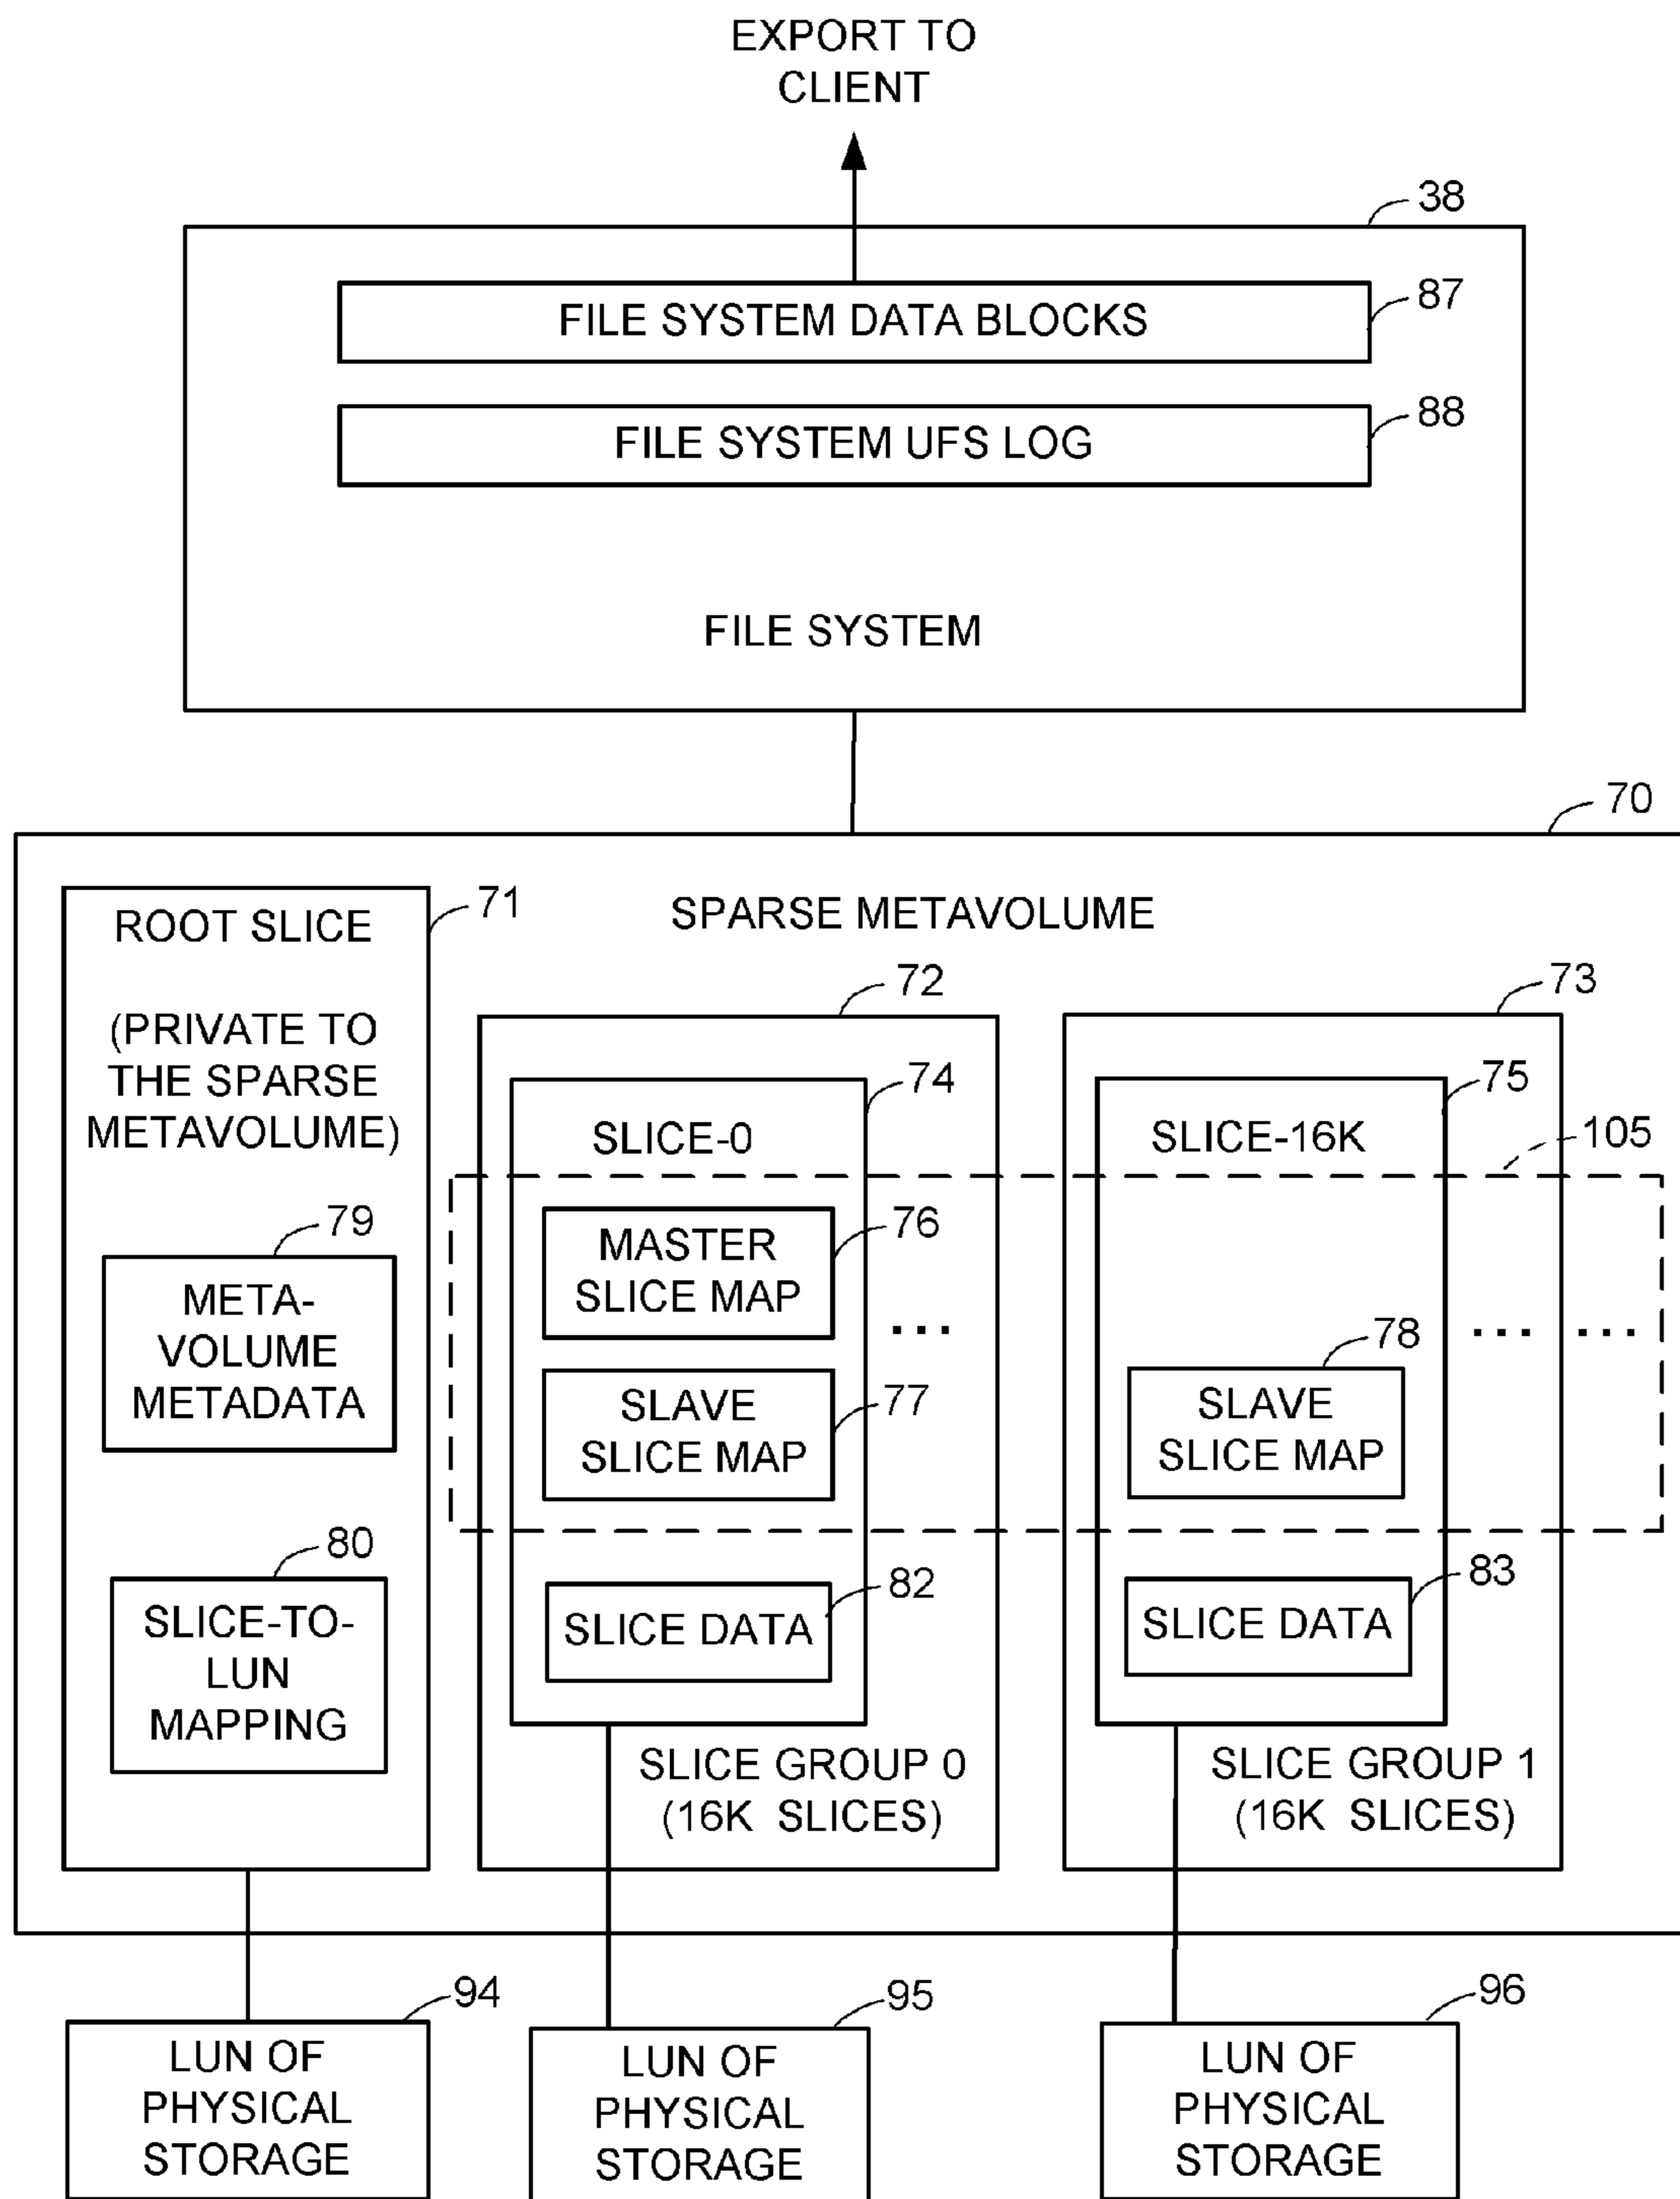 EXPORT TO
CLIENT
38
FILE SYSTEM DATA BLOCKS
87
FILE SYSTEM UFS LOG
88
FILE SYSTEM
70
SPARSE METAVOLUME
71
ROOT SLICE
(PRIVATE TO
THE SPARSE
METAVOLUME)
79
META-
VOLUME
METADATA
80
SLICE-TO-
LUN
MAPPING
72
74
SLICE-0
76
MASTER
SLICE MAP
...
77
SLAVE
SLICE MAP
82
SLICE DATA
SLICE GROUP 0
(16K SLICES)
73
75
SLICE-16K
105
78
SLAVE
SLICE MAP
... ...
83
SLICE DATA
SLICE GROUP 1
(16K SLICES)
94
LUN OF
PHYSICAL
STORAGE
95
LUN OF
PHYSICAL
STORAGE
96
LUN OF
PHYSICAL
STORAGE